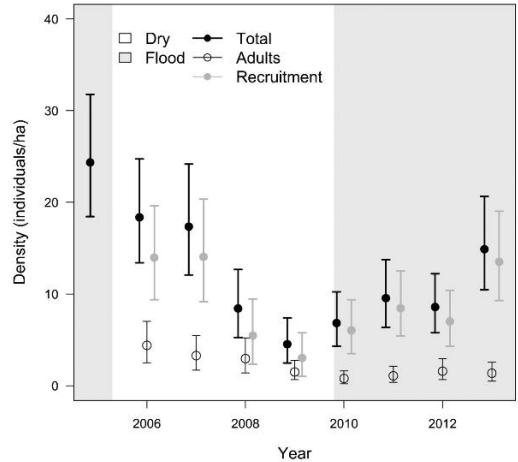 40
30
20
10
0
Density (individuals/ha)
Dry
Flood
Total
Adults
Recruitment
2006 2008 2010 2012
Year